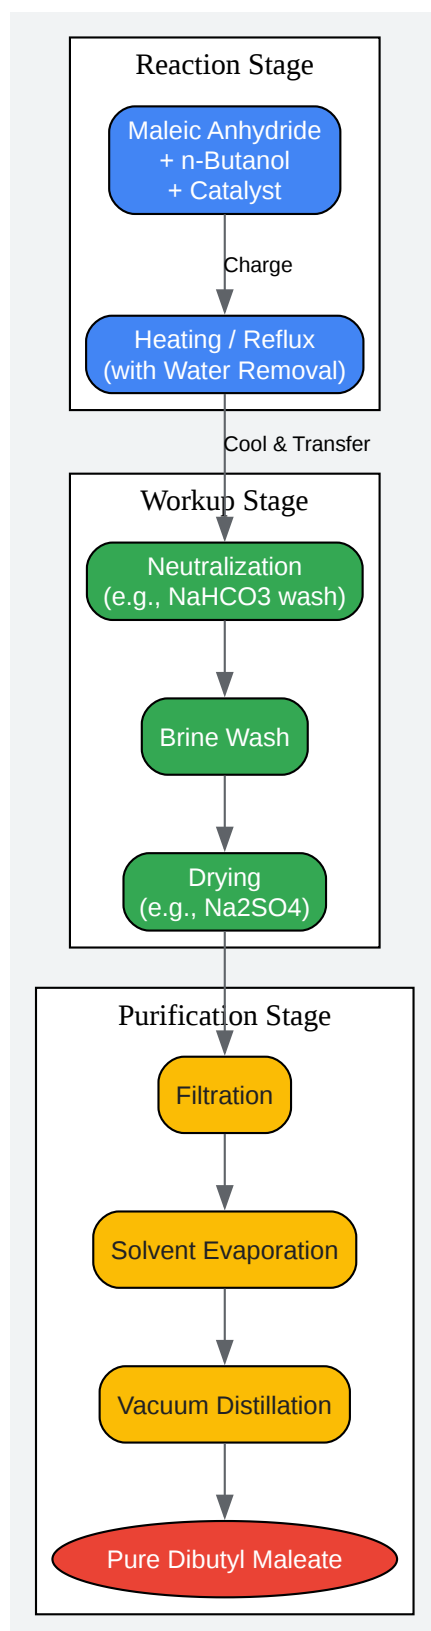 Reaction Stage
Maleic Anhydride
+ n-Butanol
+ Catalyst
Charge
Heating / Reflux
(with Water Removal)
Cool & Transfer
Workup Stage
Neutralization
(e.g., NaHCO3 wash)
Brine Wash
Drying
(e.g., Na2SO4)
Purification Stage
Filtration
Solvent Evaporation
Vacuum Distillation
Pure Dibutyl Maleate